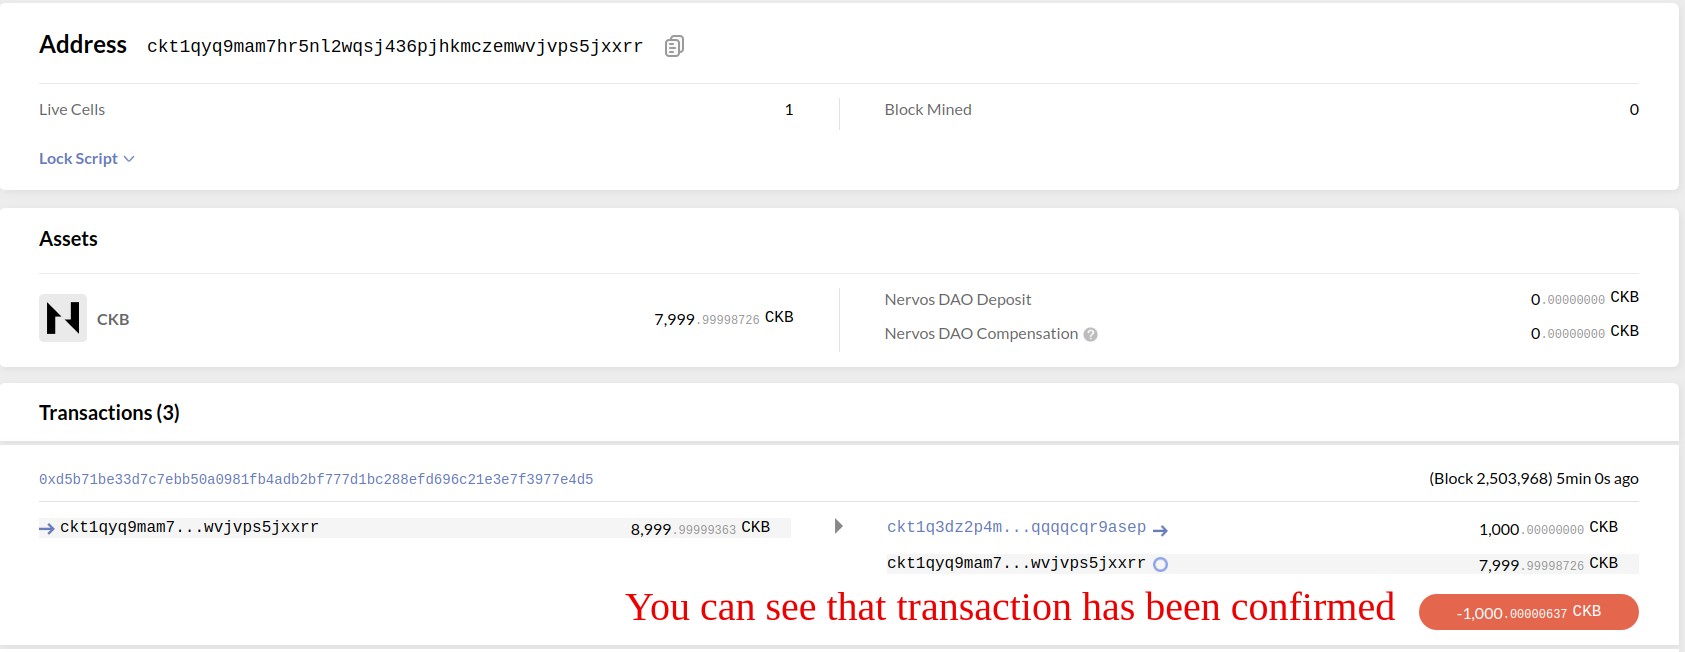 Address ckt1qyq9mam7hr5nl2wqsj436pjhkmczemwvjvps5jxxrr
Live Cells 1 Block Mined 0
Lock Script
Assets
CKB 7,999.99998726 CKB
Nervos DAO Deposit 0.00000000 CKB
Nervos DAO Compensation ? 0.00000000 CKB
Transactions (3)
0xd5b71be33d7c7ebb50a0981fb4adb2bf777d1bc288efd696c21e3e7f3977e4d5 (Block 2,503,968) 5min 0s ago
ckt1qyq9mam7...wvjvps5jxxrr 8,999.99999363 CKB ckt1q3dz2p4m...qqqqcqr9asep 1,000.00000000 CKB
ckt1qyq9mam7...wvjvps5jxxrr 7,999.99998726 CKB
You can see that transaction has been confirmed -1,000.00000637 CKB